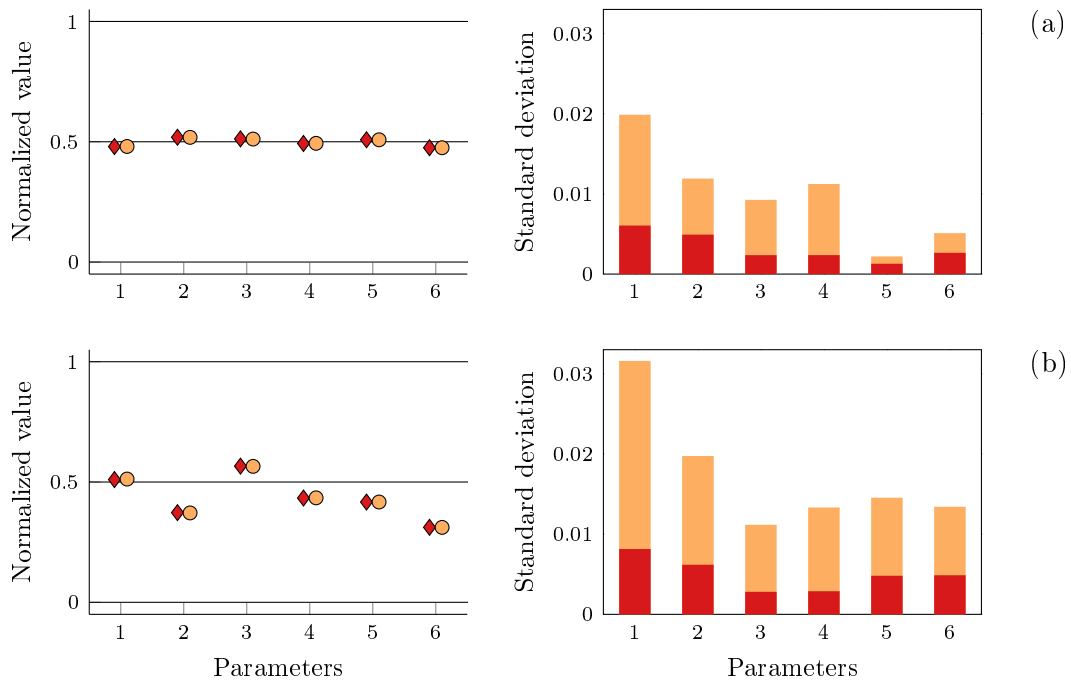 Normalized value
1
0.5
0
1 2 3 4 5 6
Standard deviation
0.03
0.02
0.01
0
1 2 3 4 5 6
(a)
Normalized value
1
0.5
0
1 2 3 4 5 6
Parameters
Standard deviation
0.03
0.02
0.01
0
1 2 3 4 5 6
Parameters
(b)